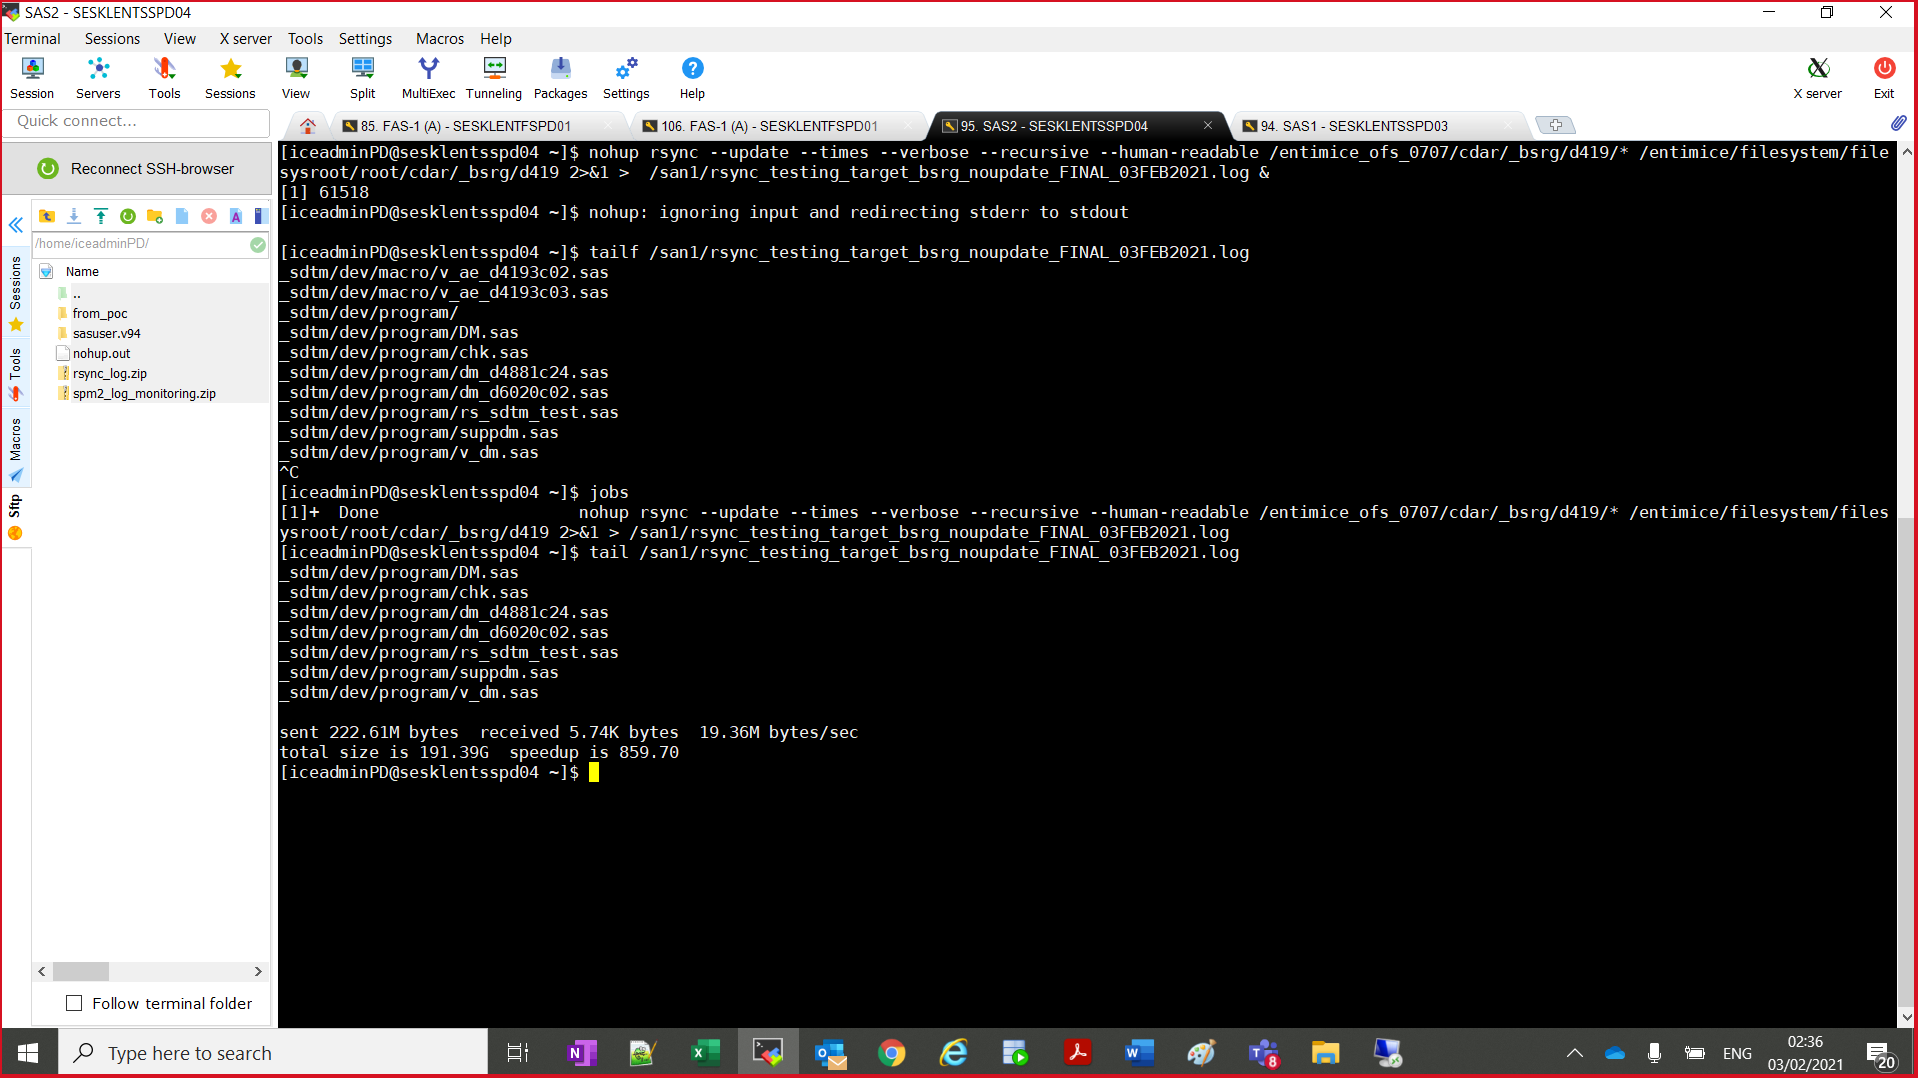 SAS2 - SESKLENTSSPD04
Terminal Sessions View X server Tools Settings Macros Help
Session Servers Tools Sessions View Split MultiExec Tunneling Packages Settings Help X server Exit
Quick connect...
85. FAS-1 (A) - SESKLENTFSPD01
106. FAS-1 (A) - SESKLENTFSPD01
95. SAS2 - SESKLENTSSPD04
94. SAS1 - SESKLENTSSPD03
Reconnect SSH-browser
/home/iceadminPD/
Name
..
from_poc
sasuser.v94
nohup.out
rsync_log.zip
spm2_log_monitoring.zip
Sessions
Tools
Macros
Sftp
Follow terminal folder
[iceadminPD@sesklentsspd04 ~]$ nohup rsync --update --times --verbose --recursive --human-readable /entimice_ofs_0707/cdar/_bsrg/d419/* /entimice/filesystem/file
sysroot/root/cdar/_bsrg/d419 2>&1 >  /san1/rsync_testing_target_bsrg_noupdate_FINAL_03FEB2021.log &
[1] 61518
[iceadminPD@sesklentsspd04 ~]$ nohup: ignoring input and redirecting stderr to stdout
[iceadminPD@sesklentsspd04 ~]$ tailf /san1/rsync_testing_target_bsrg_noupdate_FINAL_03FEB2021.log
_sdtm/dev/macro/v_ae_d4193c02.sas
_sdtm/dev/macro/v_ae_d4193c03.sas
_sdtm/dev/program/
_sdtm/dev/program/DM.sas
_sdtm/dev/program/chk.sas
_sdtm/dev/program/dm_d4881c24.sas
_sdtm/dev/program/dm_d6020c02.sas
_sdtm/dev/program/rs_sdtm_test.sas
_sdtm/dev/program/suppdm.sas
_sdtm/dev/program/v_dm.sas
^C
[iceadminPD@sesklentsspd04 ~]$ jobs
[1]+  Done                    nohup rsync --update --times --verbose --recursive --human-readable /entimice_ofs_0707/cdar/_bsrg/d419/* /entimice/filesystem/files
ysroot/root/cdar/_bsrg/d419 2>&1 > /san1/rsync_testing_target_bsrg_noupdate_FINAL_03FEB2021.log
[iceadminPD@sesklentsspd04 ~]$ tail /san1/rsync_testing_target_bsrg_noupdate_FINAL_03FEB2021.log
_sdtm/dev/program/DM.sas
_sdtm/dev/program/chk.sas
_sdtm/dev/program/dm_d4881c24.sas
_sdtm/dev/program/dm_d6020c02.sas
_sdtm/dev/program/rs_sdtm_test.sas
_sdtm/dev/program/suppdm.sas
_sdtm/dev/program/v_dm.sas
sent 222.61M bytes  received 5.74K bytes  19.36M bytes/sec
total size is 191.39G  speedup is 859.70
[iceadminPD@sesklentsspd04 ~]$
Type here to search
8
ENG
02:36
03/02/2021
20